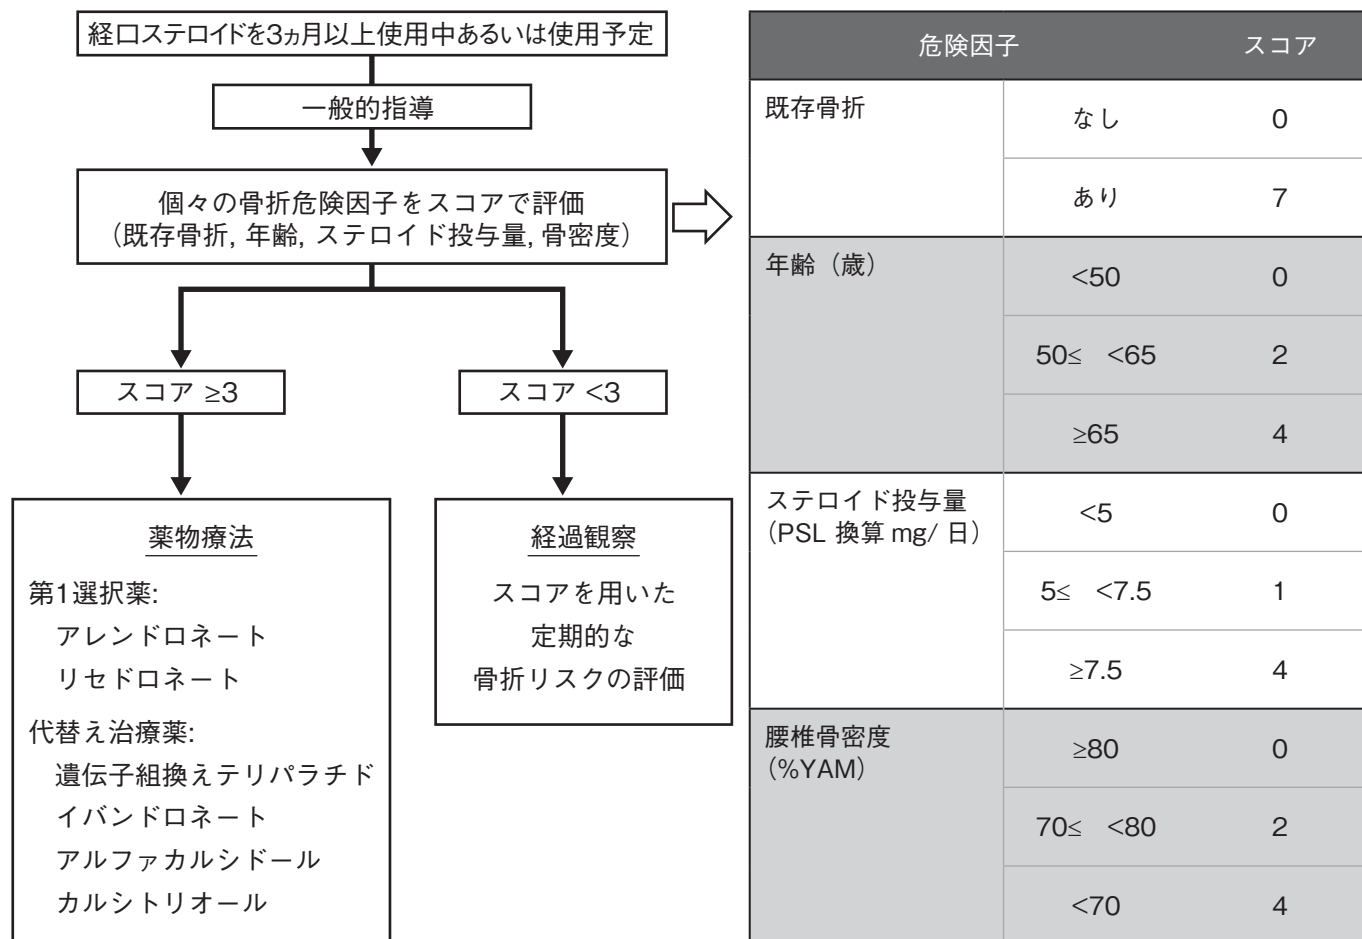 経口ステロイドを3ヵ月以上使用中あるいは使用予定
一般的指導
個々の骨折危険因子をスコアで評価
（既存骨折, 年齢, ステロイド投与量, 骨密度）
スコア ≥3
スコア <3
薬物療法
第1選択薬:
アレンドロネート
リセドロネート
代替え治療薬:
遺伝子組換えテリパラチド
イバンドロネート
アルファカルシドール
カルシトリオール
経過観察
スコアを用いた
定期的な
骨折リスクの評価
危険因子 スコア
既存骨折 なし 0
あり 7
年齢（歳） <50 0
50≤ <65 2
≥65 4
ステロイド投与量
（PSL 換算 mg/ 日） <5 0
5≤ <7.5 1
≥7.5 4
腰椎骨密度
（%YAM） ≥80 0
70≤ <80 2
<70 4